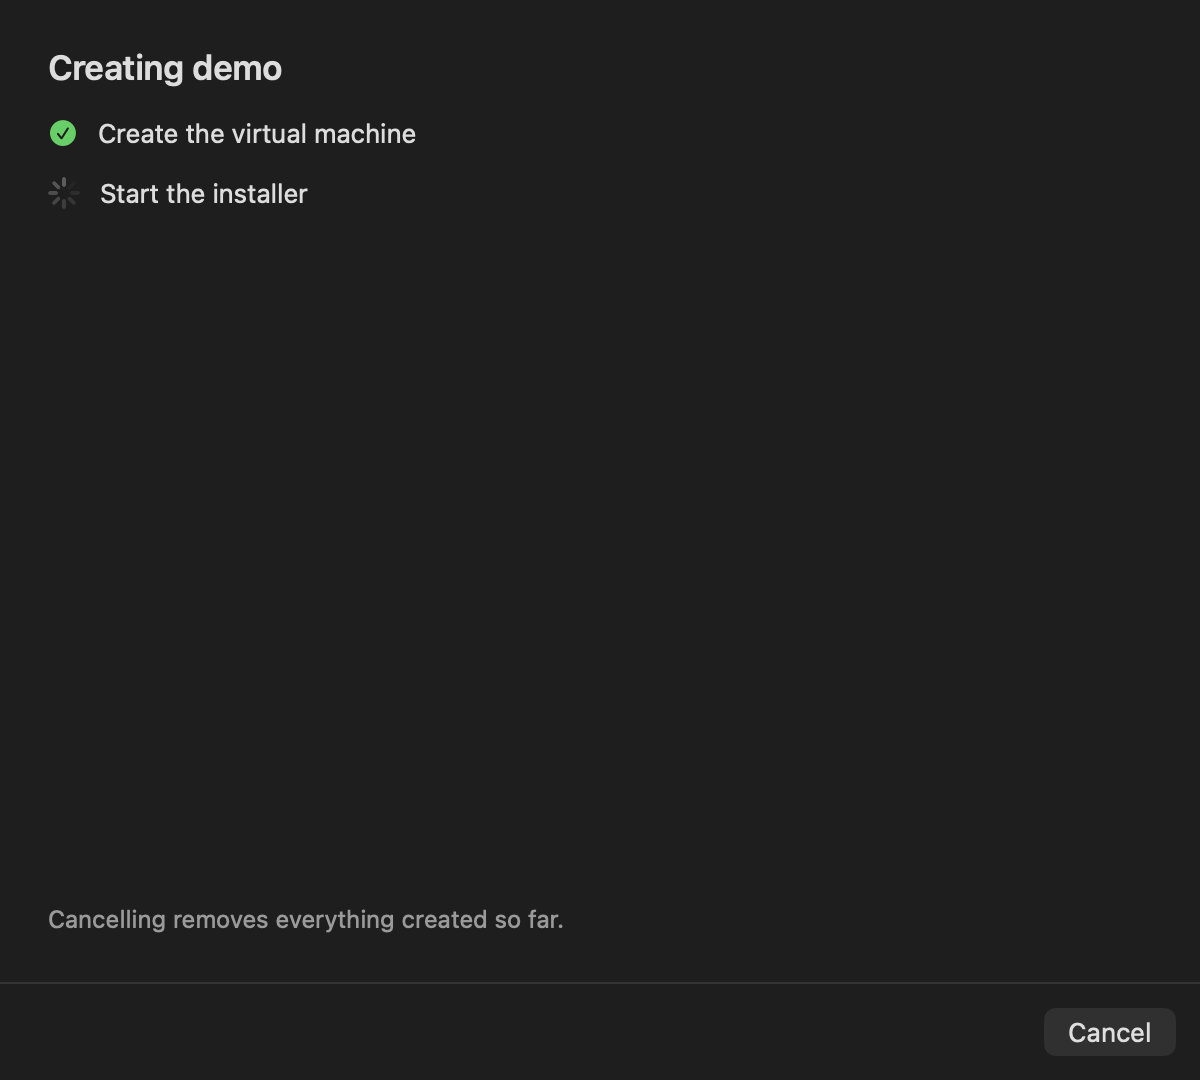 Creating demo
Create the virtual machine
Start the installer
Cancelling removes everything created so far.
Cancel